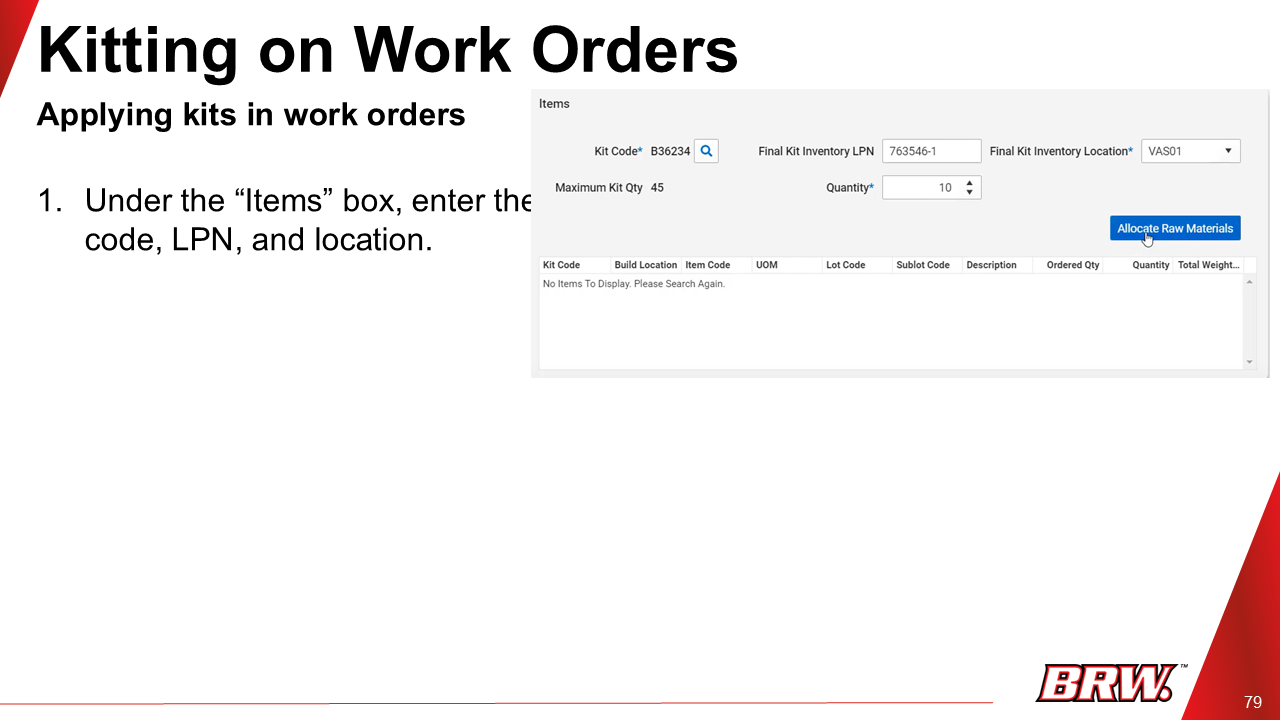 Kitting on Work Orders
Applying kits in work orders
1. Under the “Items” box, enter the
code, LPN, and location.
Items
Kit Code* B36234 Final Kit Inventory LPN 763546-1 Final Kit Inventory Location* VAS01
Maximum Kit Qty 45 Quantity* 10
Allocate Raw Materials
Kit Code Build Location Item Code UOM Lot Code Sublot Code Description Ordered Qty Quantity Total Weight...
No Items To Display. Please Search Again.
BRW.™
79